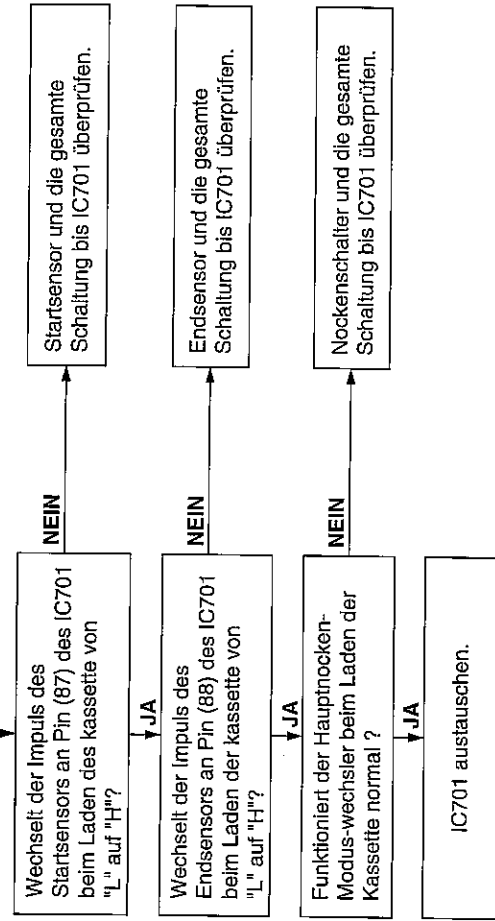 Wechselt der Impuls des
Startsensors an Pin (87) des IC701
beim Laden des kassette von
"L" auf "H"?
NEIN
Startsensor und die gesamte
Schaltung bis IC701 überprüfen.
JA
Wechselt der Impuls des
Endsensors an Pin (88) des IC701
beim Laden der kassette von
"L" auf "H"?
NEIN
Endsensor und die gesamte
Schaltung bis IC701 überprüfen.
JA
Funktioniert der Hauptnocken-
Modus-wechsler beim Laden der
Kassette normal ?
NEIN
Nockenschalter und die gesamte
Schaltung bis IC701 überprüfen.
JA
IC701 austauschen.